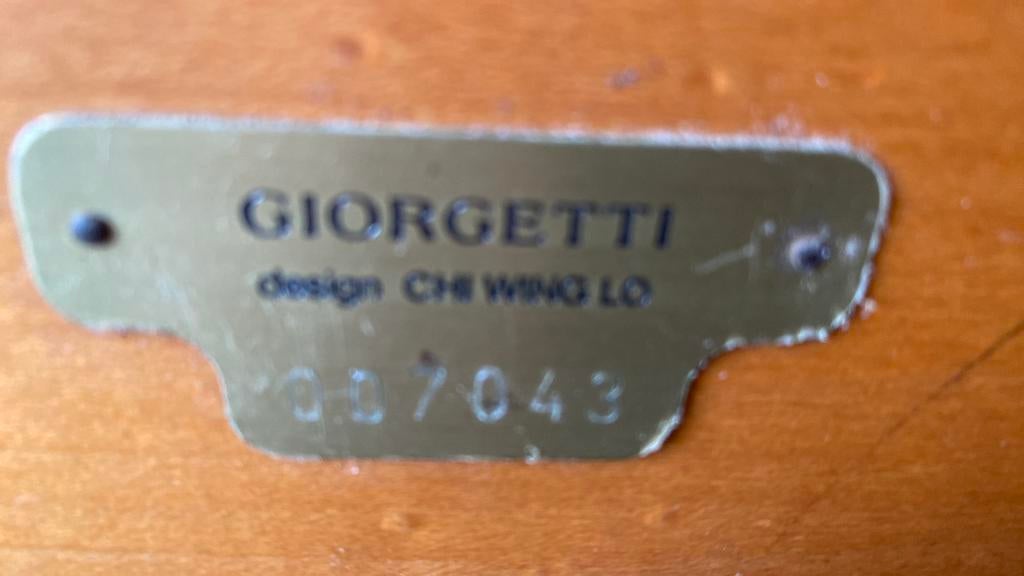 GIORGETTI
design CHI WING LO
007043